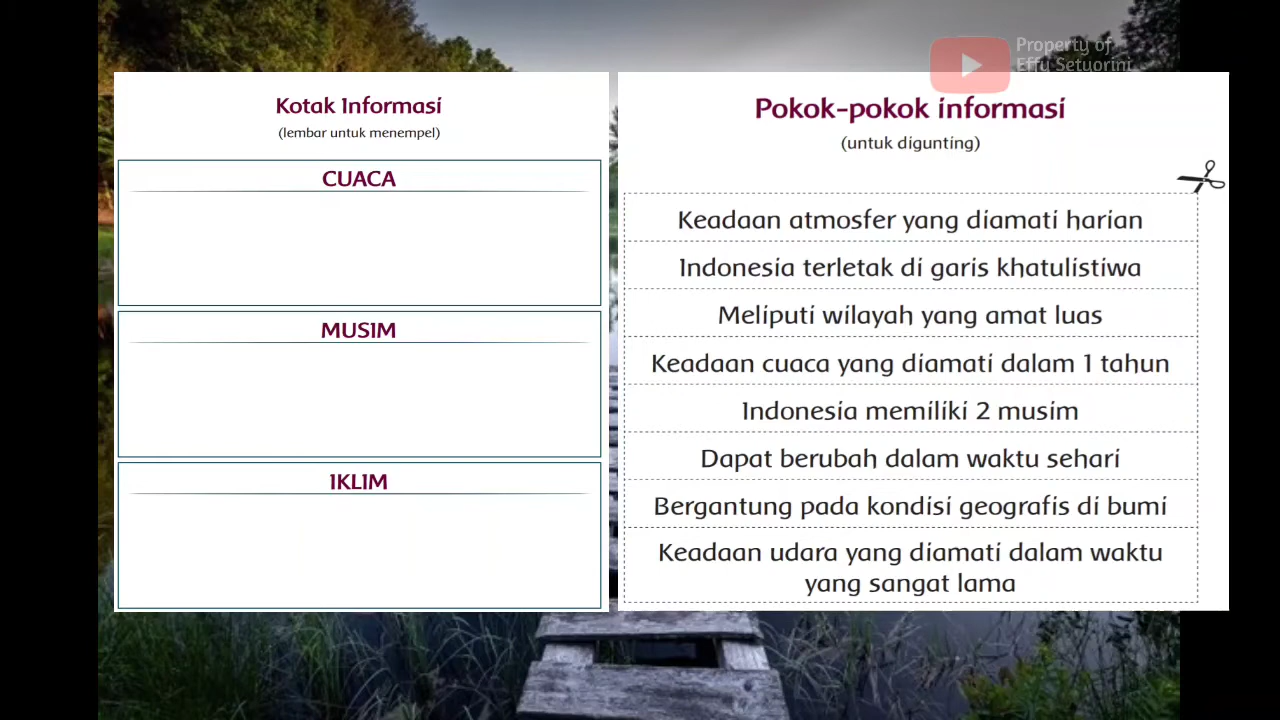 Property of
Effy Setyorini
Kotak Informasi
(lembar untuk menempel)
CUACA
MUSIM
IKLIM
Pokok-pokok informasi
(untuk digunting)
Keadaan atmosfer yang diamati harian
Indonesia terletak di garis khatulistiwa
Meliputi wilayah yang amat luas
Keadaan cuaca yang diamati dalam 1 tahun
Indonesia memiliki 2 musim
Dapat berubah dalam waktu sehari
Bergantung pada kondisi geografis di bumi
Keadaan udara yang diamati dalam waktu
yang sangat lama